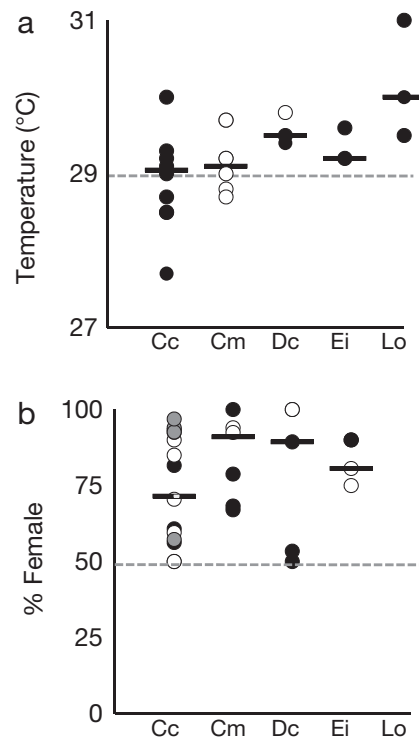 a
31
29
27
Temperature (°C)
Cc Cm Dc Ei Lo
b
100
75
50
25
0
% Female
Cc Cm Dc Ei Lo